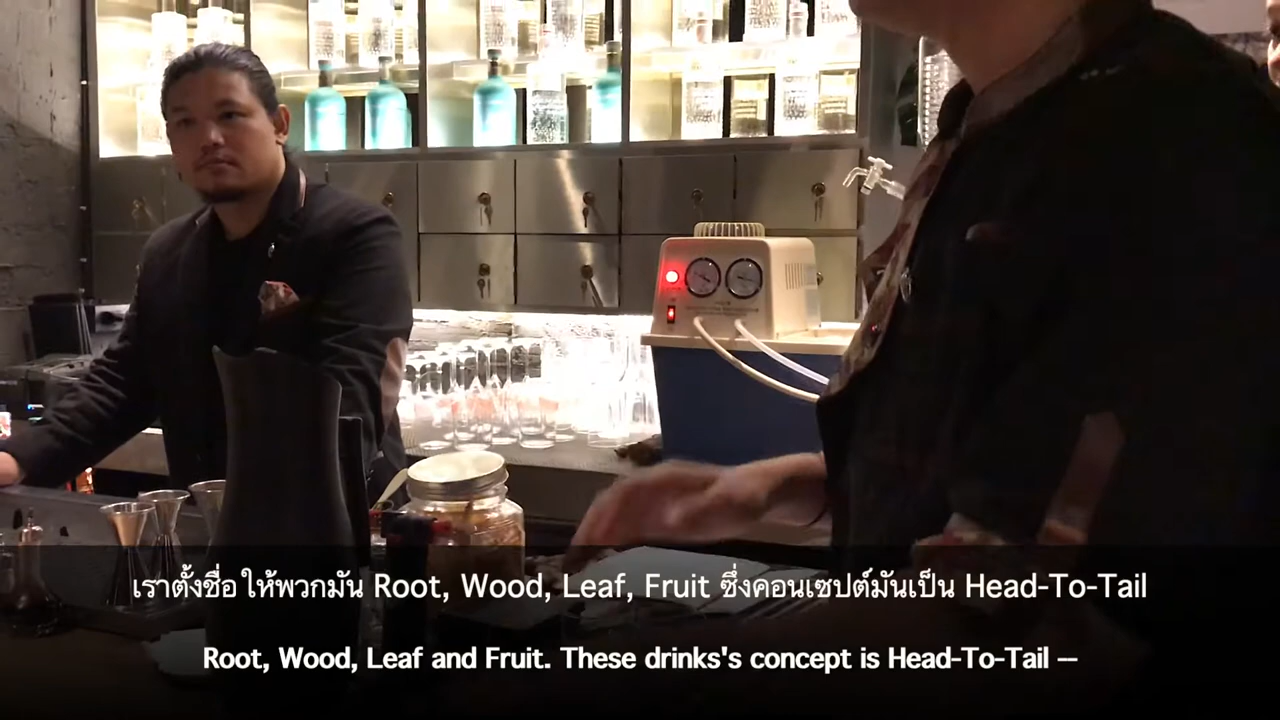 เราตั้งชื่อให้พวกมัน Root, Wood, Leaf, Fruit ซึ่งคอนเซปต์มันเป็น Head-To-Tail
Root, Wood, Leaf and Fruit. These drinks's concept is Head-To-Tail --